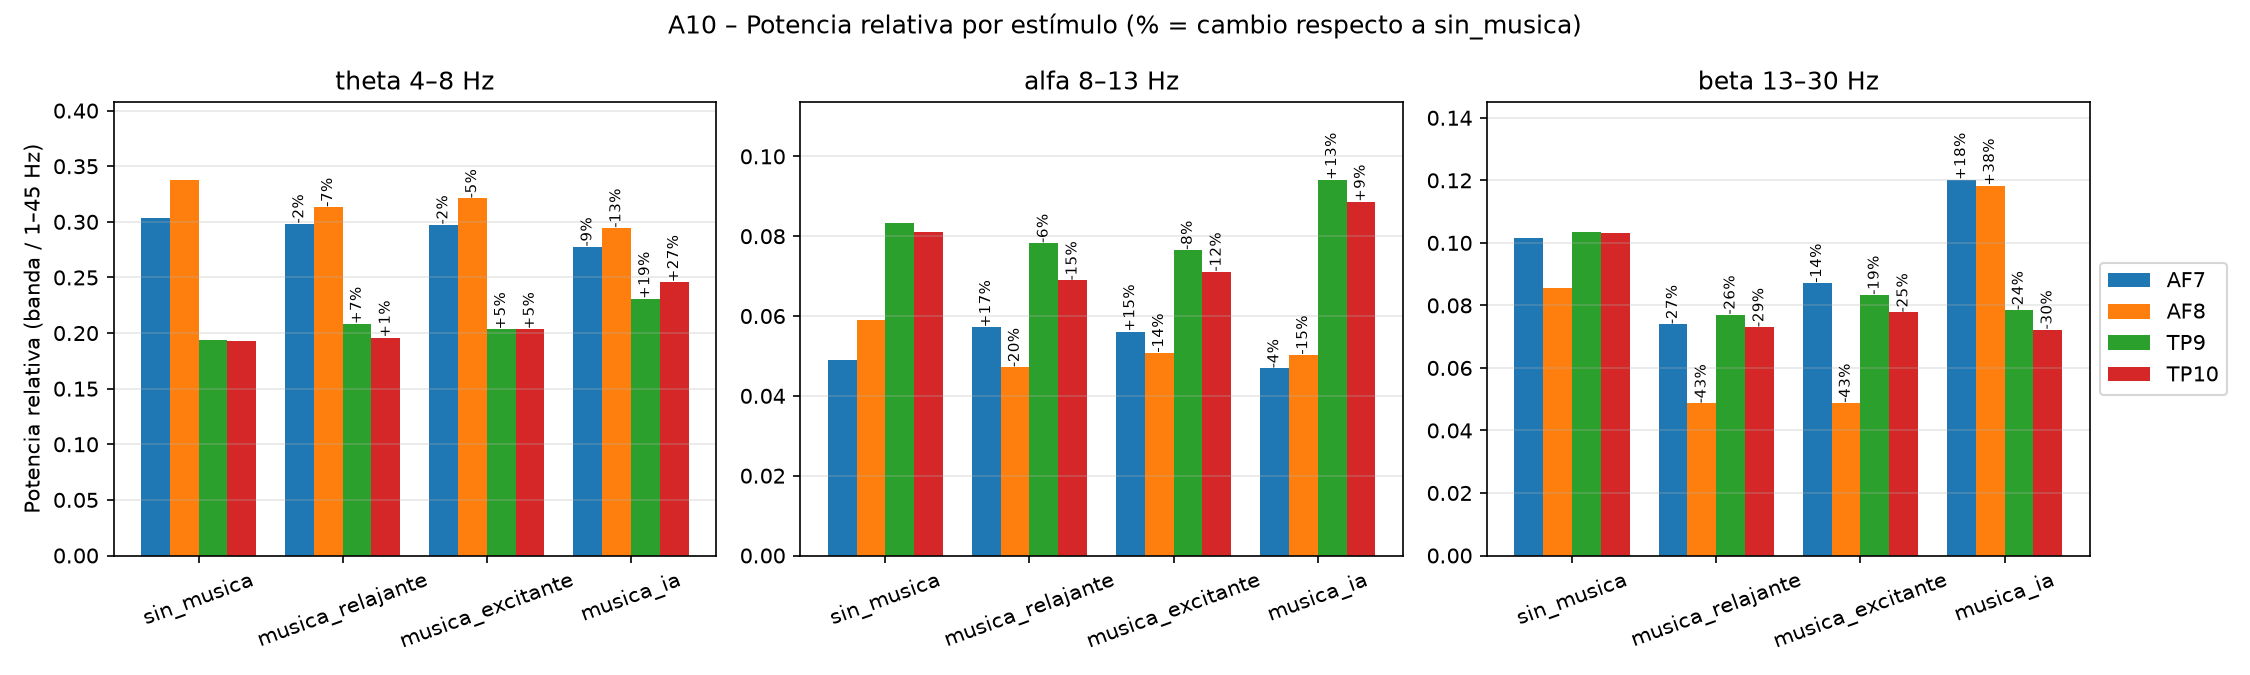 A10 – Potencia relativa por estímulo (% = cambio respecto a sin_musica)
theta 4–8 Hz
Potencia relativa (banda / 1–45 Hz)
0.40
0.35
0.30
0.25
0.20
0.15
0.10
0.05
0.00
-2%
-7%
+7%
+1%
-2%
-5%
+5%
+5%
-9%
-13%
+19%
+27%
sin_musica
musica_relajante
musica_excitante
musica_ia
alfa 8–13 Hz
0.10
0.08
0.06
0.04
0.02
0.00
+17%
-20%
-6%
-15%
+15%
-14%
-8%
-12%
-4%
-15%
+13%
+9%
sin_musica
musica_relajante
musica_excitante
musica_ia
beta 13–30 Hz
0.14
0.12
0.10
0.08
0.06
0.04
0.02
0.00
-27%
-43%
-26%
-29%
-14%
-43%
-19%
-25%
+18%
+38%
-24%
-30%
sin_musica
musica_relajante
musica_excitante
musica_ia
AF7
AF8
TP9
TP10